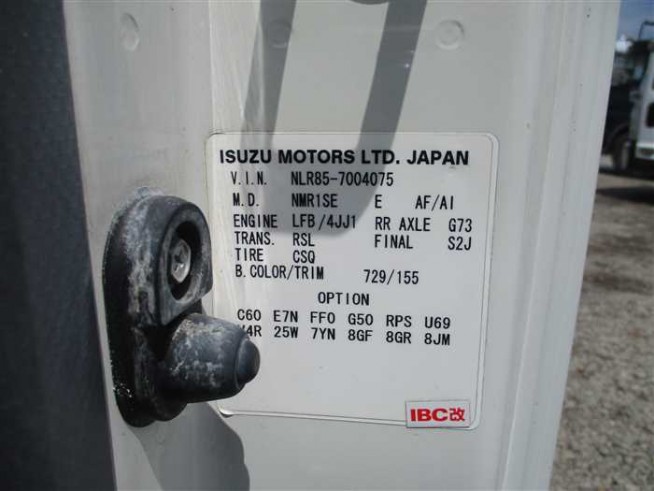 ISUZU MOTORS LTD. JAPAN
V.I.N. NLR85-7004075
M.D. NMR1SE E AF/AI
ENGINE LFB/4JJ1 RR AXLE G73
TRANS. RSL FINAL S2J
TIRE CSQ
B.COLOR/TRIM 729/155
OPTION
C60 E7N FF0 G50 RPS U69
25W 7YN 8GF 8GR 8JM
IBC改